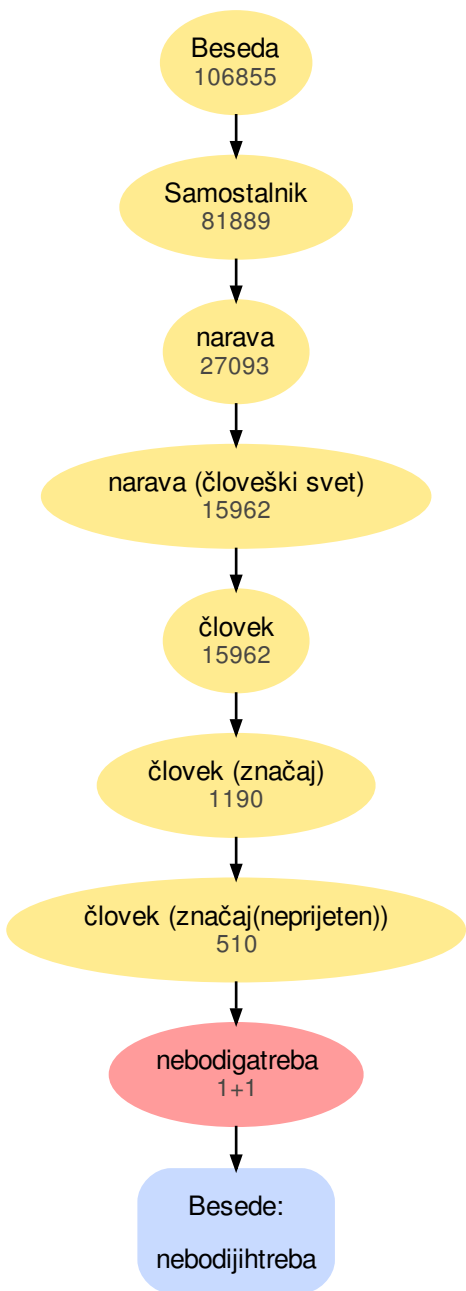 Beseda
106855
Samostalnik
81889
narava
27093
narava (človeški svet)
15962
človek
15962
človek (značaj)
1190
človek (značaj(neprijeten))
510
nebodigatreba
1+1
Besede:
nebodijihtreba